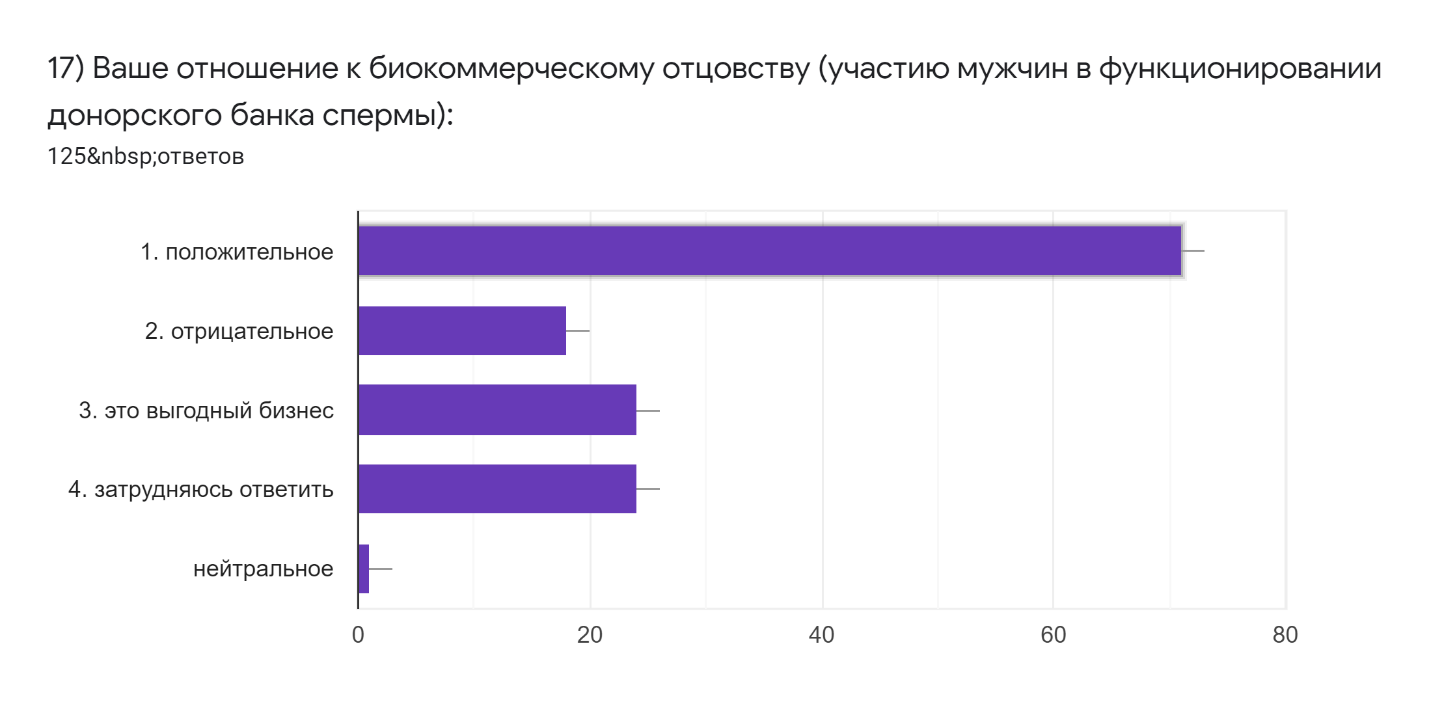 17) Ваше отношение к биокоммерческому отцовству (участию мужчин в функционировании
донорского банка спермы):
125&nbsp;ответов
1. положительное
2. отрицательное
3. это выгодный бизнес
4. затрудняюсь ответить
нейтральное
0 20 40 60 80